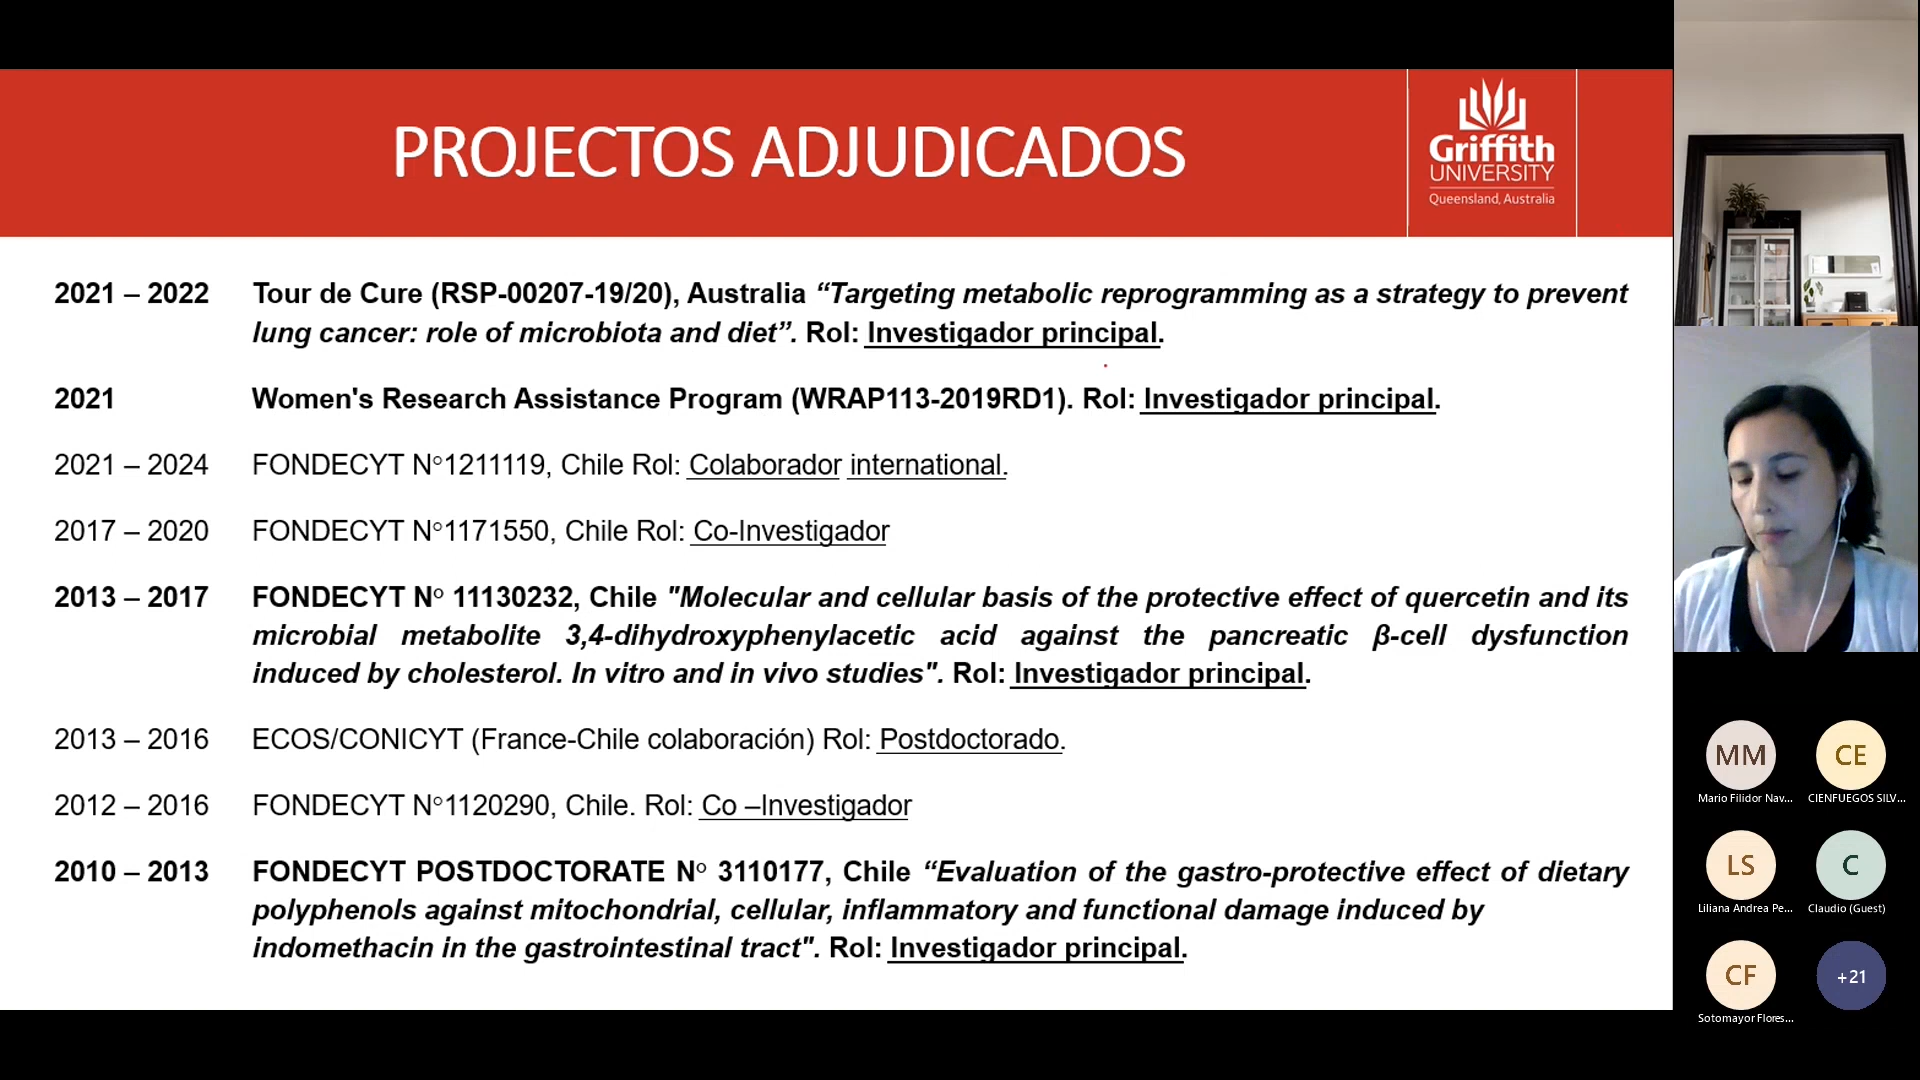 PROJECTOS ADJUDICADOS
Griffith
UNIVERSITY
Queensland, Australia
2021 – 2022 Tour de Cure (RSP-00207-19/20), Australia “Targeting metabolic reprogramming as a strategy to prevent
lung cancer: role of microbiota and diet”. Rol: Investigador principal.
2021 Women's Research Assistance Program (WRAP113-2019RD1). Rol: Investigador principal.
2021 – 2024 FONDECYT N°1211119, Chile Rol: Colaborador international.
2017 – 2020 FONDECYT N°1171550, Chile Rol: Co-Investigador
2013 – 2017 FONDECYT N° 11130232, Chile "Molecular and cellular basis of the protective effect of quercetin and its
microbial metabolite 3,4-dihydroxyphenylacetic acid against the pancreatic β-cell dysfunction
induced by cholesterol. In vitro and in vivo studies". Rol: Investigador principal.
2013 – 2016 ECOS/CONICYT (France-Chile colaboración) Rol: Postdoctorado.
2012 – 2016 FONDECYT N°1120290, Chile. Rol: Co –Investigador
2010 – 2013 FONDECYT POSTDOCTORATE N° 3110177, Chile “Evaluation of the gastro-protective effect of dietary
polyphenols against mitochondrial, cellular, inflammatory and functional damage induced by
indomethacin in the gastrointestinal tract". Rol: Investigador principal.
MM
Mario Filidor Nav...
CE
CIENFUEGOS SILV...
LS
Liliana Andrea Pe...
C
Claudio (Guest)
CF
Sotomayor Flores...
+21